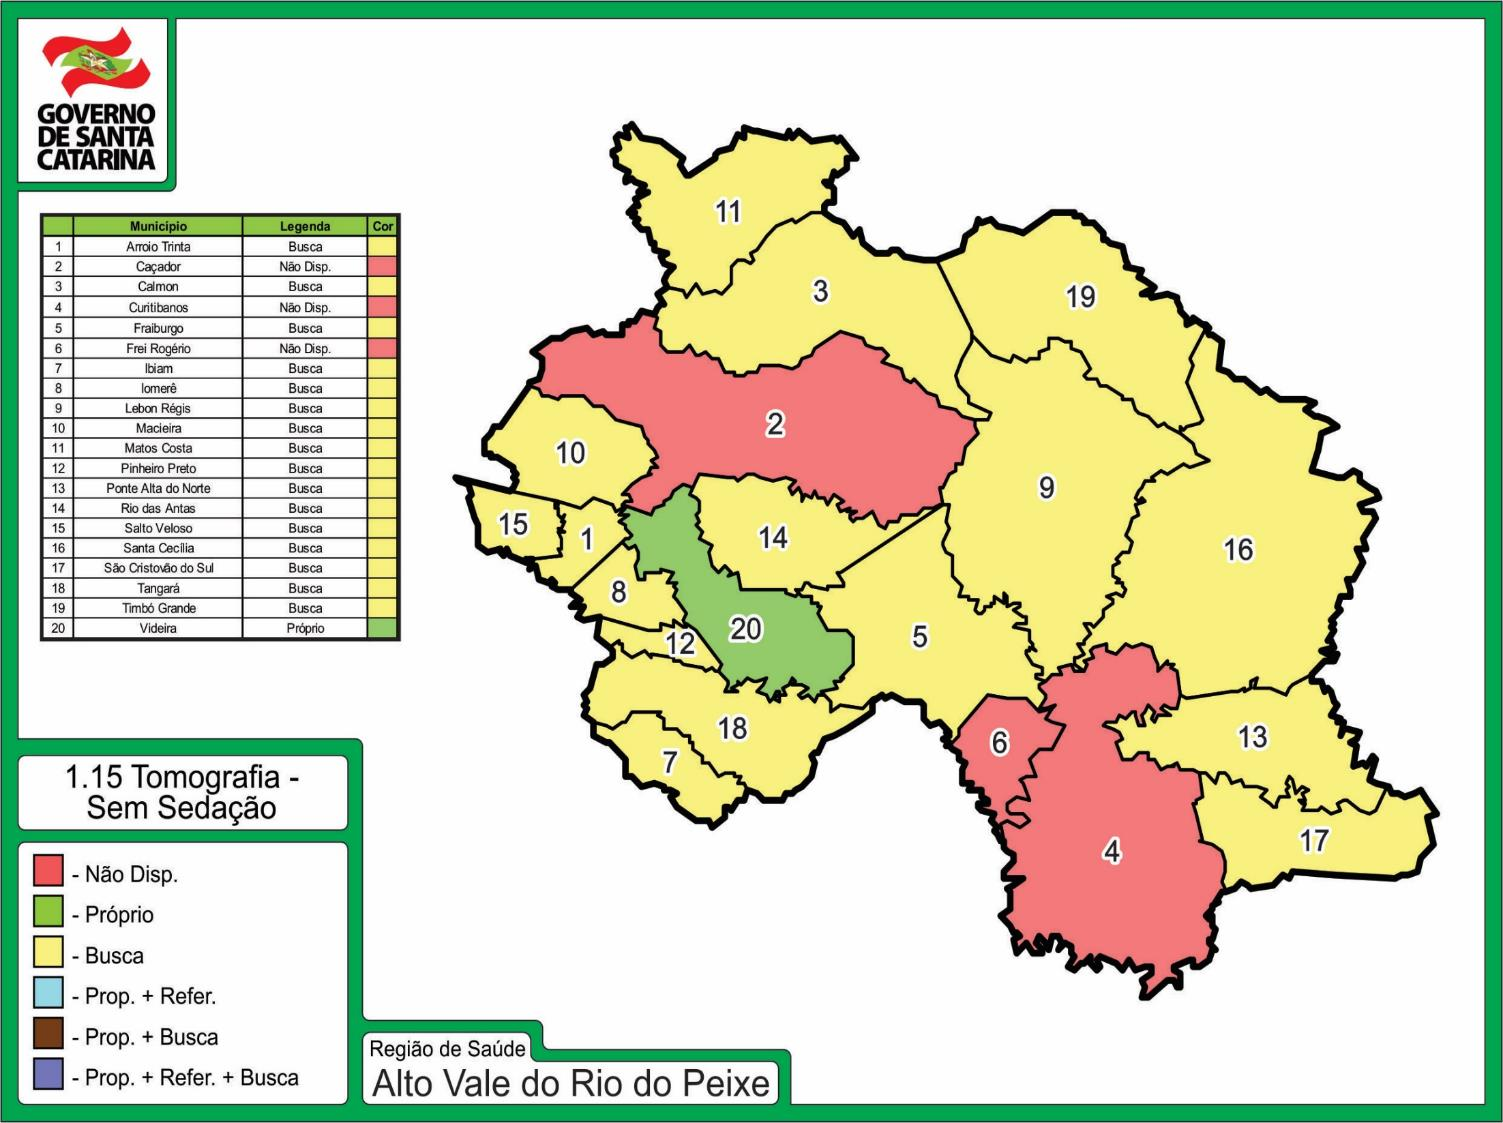 GOVERNO
DE SANTA
CATARINA
Município Legenda Cor
1 Arroio Trinta Busca
2 Caçador Não Disp.
3 Calmon Busca
4 Curitibanos Não Disp.
5 Fraiburgo Busca
6 Frei Rogério Não Disp.
7 Ibiam Busca
8 Iomerê Busca
9 Lebon Régis Busca
10 Macieira Busca
11 Matos Costa Busca
12 Pinheiro Preto Busca
13 Ponte Alta do Norte Busca
14 Rio das Antas Busca
15 Salto Veloso Busca
16 Santa Cecília Busca
17 São Cristovão do Sul Busca
18 Tangará Busca
19 Timbó Grande Busca
20 Videira Próprio
11
3
19
2
10
9
15
1
14
16
8
20
5
12
18
6
13
7
4
17
1.15 Tomografia -
Sem Sedação
- Não Disp.
- Próprio
- Busca
- Prop. + Refer.
- Prop. + Busca
- Prop. + Refer. + Busca
Região de Saúde
Alto Vale do Rio do Peixe